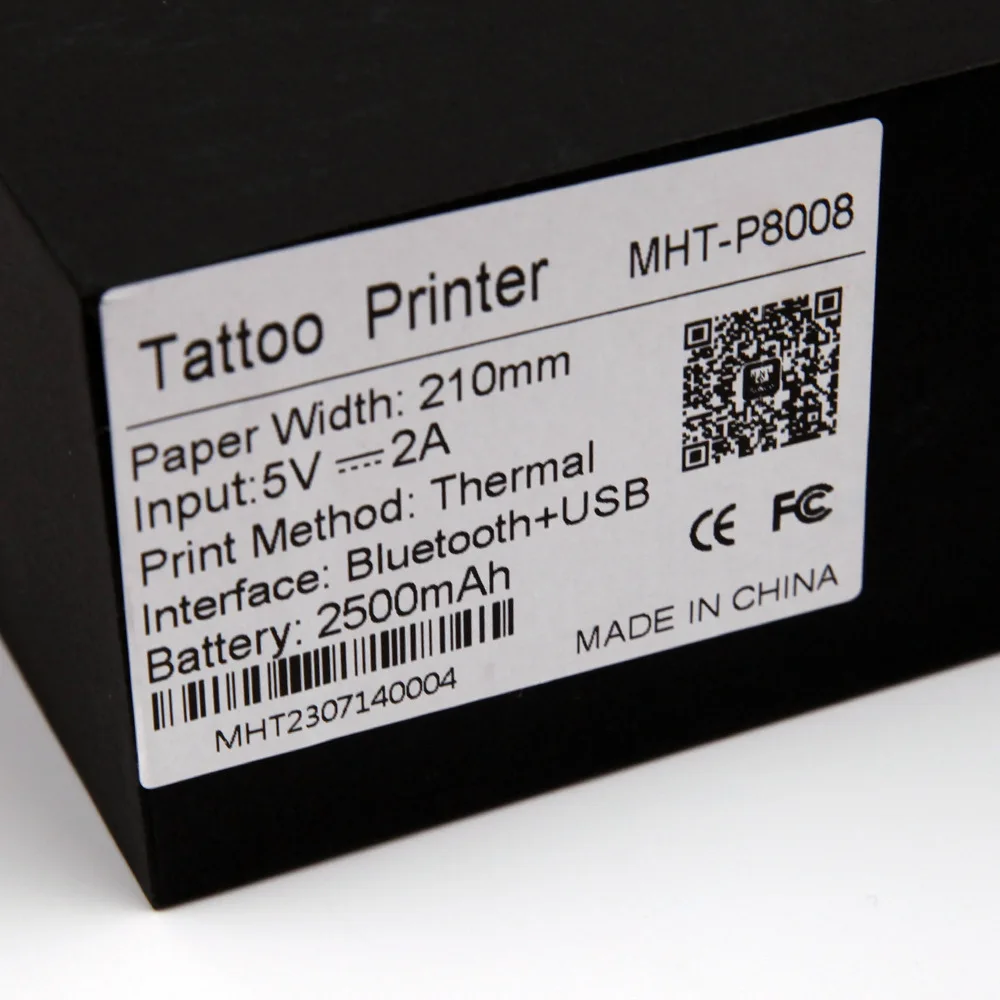 Tattoo Printer MHT-P8008
Paper Width: 210mm
Input:5V ⎓ 2A
Print Method: Thermal
Interface: Bluetooth+USB
Battery: 2500mAh
MHT2307140004
CE FC
MADE IN CHINA